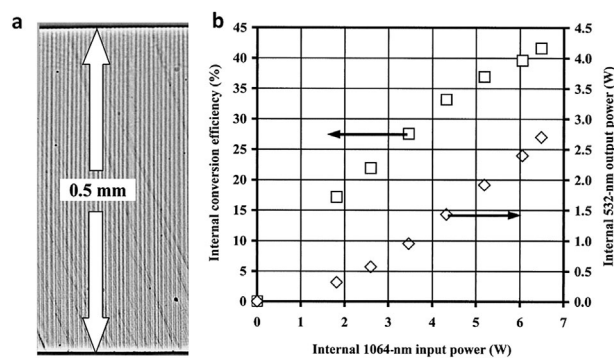 a
0.5 mm
b
Internal conversion efficiency (%)
45
40
35
30
25
20
15
10
5
0
0 1 2 3 4 5 6 7
Internal 1064-nm input power (W)
4.5
4.0
3.5
3.0
2.5
2.0
1.5
1.0
0.5
0.0
Internal 532-nm output power (W)